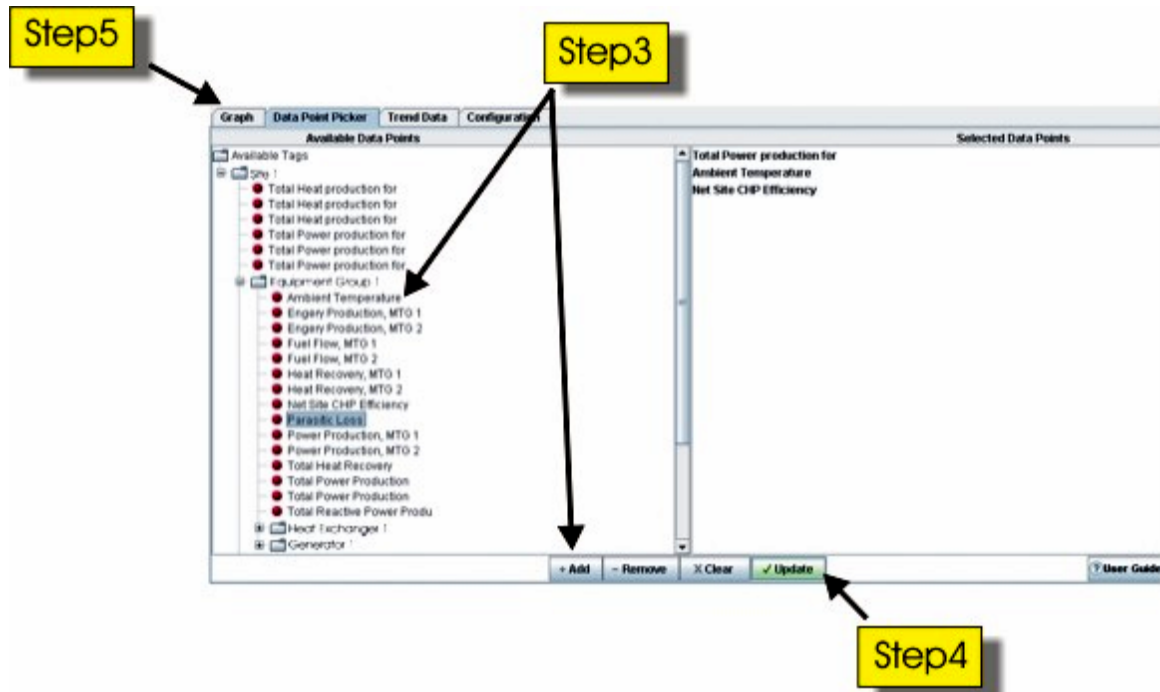 Step5
Step3
Graph Data Point Picker Trend Data Configuration
Available Data Points Selected Data Points
Available Tags
Site 1
Total Heat production for
Total Heat production for
Total Heat production for
Total Power production for
Total Power production for
Total Power production for
Equipment Group 1
Ambient Temperature
Engery Production, MTG 1
Engery Production, MTG 2
Fuel Flow, MTG 1
Fuel Flow, MTG 2
Heat Recovery, MTG 1
Heat Recovery, MTG 2
Net Site CHP Efficiency
Parasitic Loss
Power Production, MTG 1
Power Production, MTG 2
Total Heat Recovery
Total Power Production
Total Power Production
Total Reactive Power Produ
Heat Exchanger 1
Generator 1
Total Power production for
Ambient Temperature
Net Site CHP Efficiency
+ Add − Remove X Clear ✓ Update ? User Guide
Step4